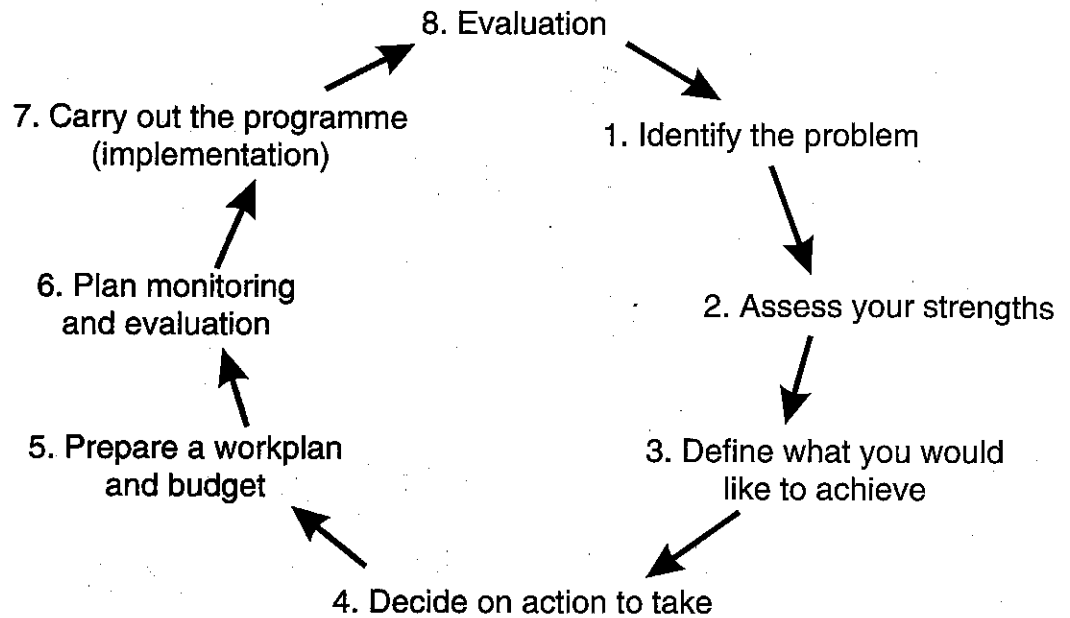 8. Evaluation
1. Identify the problem
2. Assess your strengths
3. Define what you would
like to achieve
4. Decide on action to take
5. Prepare a workplan
and budget
6. Plan monitoring
and evaluation
7. Carry out the programme
(implementation)